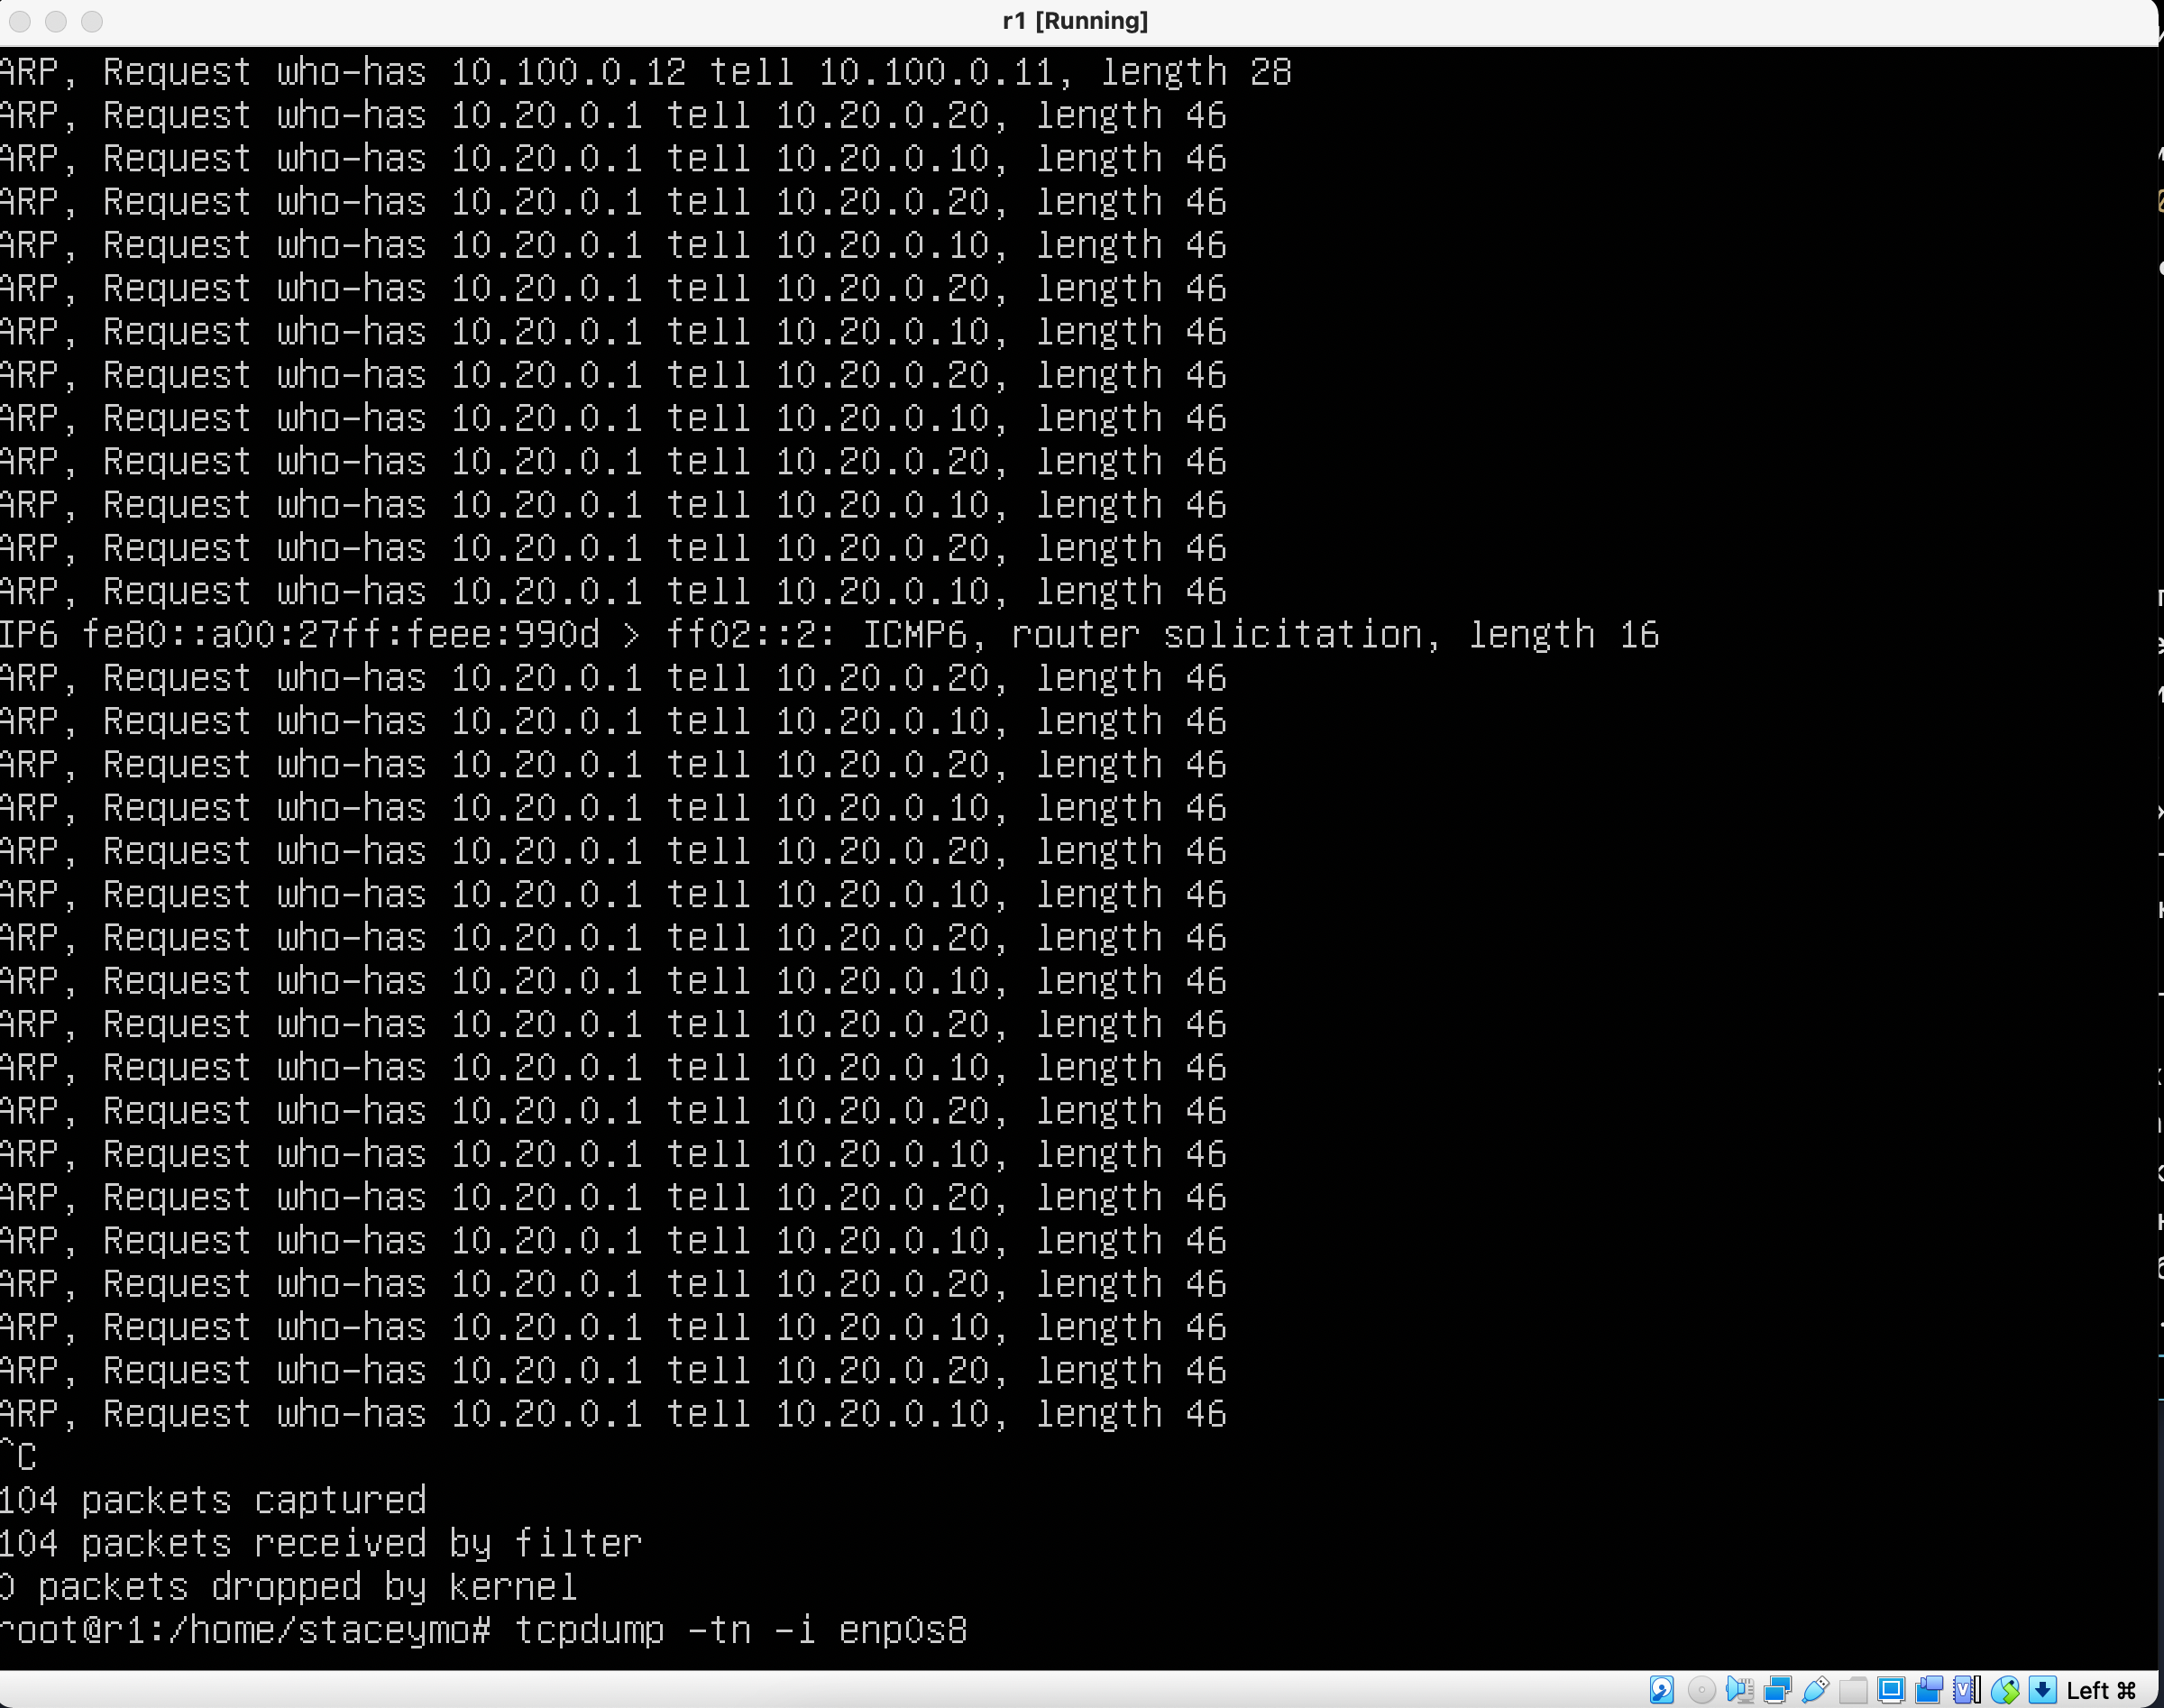 r1 [Running]
ARP, Request who-has 10.100.0.12 tell 10.100.0.11, length 28
ARP, Request who-has 10.20.0.1 tell 10.20.0.20, length 46
ARP, Request who-has 10.20.0.1 tell 10.20.0.10, length 46
ARP, Request who-has 10.20.0.1 tell 10.20.0.20, length 46
ARP, Request who-has 10.20.0.1 tell 10.20.0.10, length 46
ARP, Request who-has 10.20.0.1 tell 10.20.0.20, length 46
ARP, Request who-has 10.20.0.1 tell 10.20.0.10, length 46
ARP, Request who-has 10.20.0.1 tell 10.20.0.20, length 46
ARP, Request who-has 10.20.0.1 tell 10.20.0.10, length 46
ARP, Request who-has 10.20.0.1 tell 10.20.0.20, length 46
ARP, Request who-has 10.20.0.1 tell 10.20.0.10, length 46
ARP, Request who-has 10.20.0.1 tell 10.20.0.20, length 46
ARP, Request who-has 10.20.0.1 tell 10.20.0.10, length 46
IP6 fe80::a00:27ff:feee:990d > ff02::2: ICMP6, router solicitation, length 16
ARP, Request who-has 10.20.0.1 tell 10.20.0.20, length 46
ARP, Request who-has 10.20.0.1 tell 10.20.0.10, length 46
ARP, Request who-has 10.20.0.1 tell 10.20.0.20, length 46
ARP, Request who-has 10.20.0.1 tell 10.20.0.10, length 46
ARP, Request who-has 10.20.0.1 tell 10.20.0.20, length 46
ARP, Request who-has 10.20.0.1 tell 10.20.0.10, length 46
ARP, Request who-has 10.20.0.1 tell 10.20.0.20, length 46
ARP, Request who-has 10.20.0.1 tell 10.20.0.10, length 46
ARP, Request who-has 10.20.0.1 tell 10.20.0.20, length 46
ARP, Request who-has 10.20.0.1 tell 10.20.0.10, length 46
ARP, Request who-has 10.20.0.1 tell 10.20.0.20, length 46
ARP, Request who-has 10.20.0.1 tell 10.20.0.10, length 46
ARP, Request who-has 10.20.0.1 tell 10.20.0.20, length 46
ARP, Request who-has 10.20.0.1 tell 10.20.0.10, length 46
ARP, Request who-has 10.20.0.1 tell 10.20.0.20, length 46
ARP, Request who-has 10.20.0.1 tell 10.20.0.10, length 46
ARP, Request who-has 10.20.0.1 tell 10.20.0.20, length 46
ARP, Request who-has 10.20.0.1 tell 10.20.0.10, length 46
^C
104 packets captured
104 packets received by filter
0 packets dropped by kernel
root@r1:/home/staceymo# tcpdump -tn -i enp0s8
Left ⌘